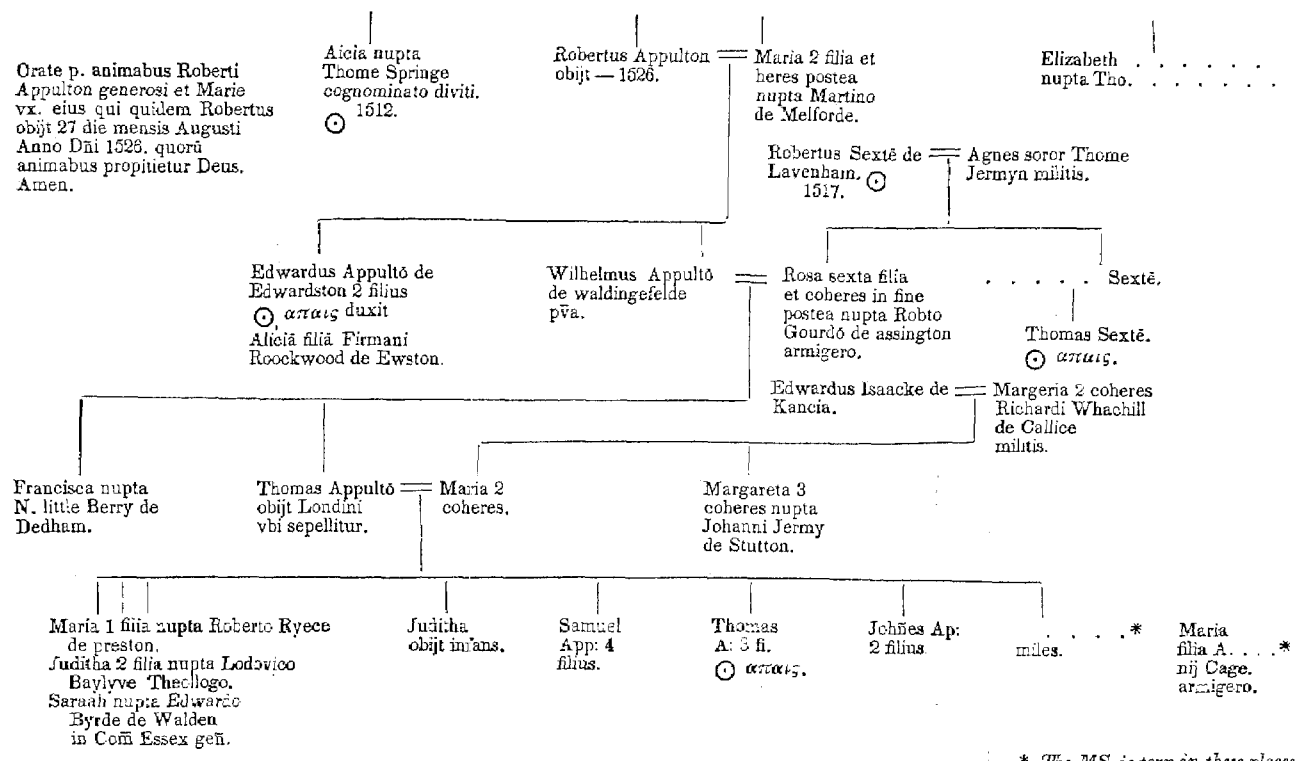 Orate p. animabus Roberti
Appulton generosi et Marie
vx. eius qui quidem Robertus
obijt 27 die mensis Augusti
Anno Dñi 1526. quorũ
animabus propitietur Deus.
Amen.
Alcia nupta
Thome Springe
cognominato diviti.
⊙ 1512.
Robertus Appulton
obijt — 1526.
Maria 2 filia et
heres postea
nupta Martino
de Melforde.
Elizabeth . . . . . .
nupta Tho. . . . . . .
Robertus Sextē de
Lavenham. ⊙
1517.
Agnes soror Thome
Jermyn militis.
Edwardus Appultō de
Edwardston 2 filius
⊙ απαις duxit
Aliciā filiā Firmani
Roockwood de Ewston.
Wilhelmus Appultō
de waldingefelde
pv̄a.
Rosa sexta filia
et coheres in fine
postea nupta Robto
Gourdō de assington
armigero.
. . . . . Sextē.
Thomas Sextē.
⊙ απαις.
Edwardus Isaacke de
Kancia.
Margeria 2 coheres
Richardi Whachill
de Callice
militis.
Francisca nupta
N. little Berry de
Dedham.
Thomas Appultō
obijt Londini
vbi sepellitur.
Maria 2
coheres.
Margareta 3
coheres nupta
Johanni Jermy
de Stutton.
Maria 1 filia nupta Roberto Ryece
de preston.
Juditha 2 filia nupta Lodovico
Baylyve Theollogo.
Saraah nupta Edwardo
Byrde de Walden
in Com̃ Essex geñ.
Juditha
obijt infans.
Samuel
App: 4
filius.
Thomas
A: 3 fi.
⊙ απαις.
Johñes Ap:
2 filius.
. . . . . *
miles.
Maria
filia A. . . . *
nij Cage.
armigero.
* The MS. is torn in these places